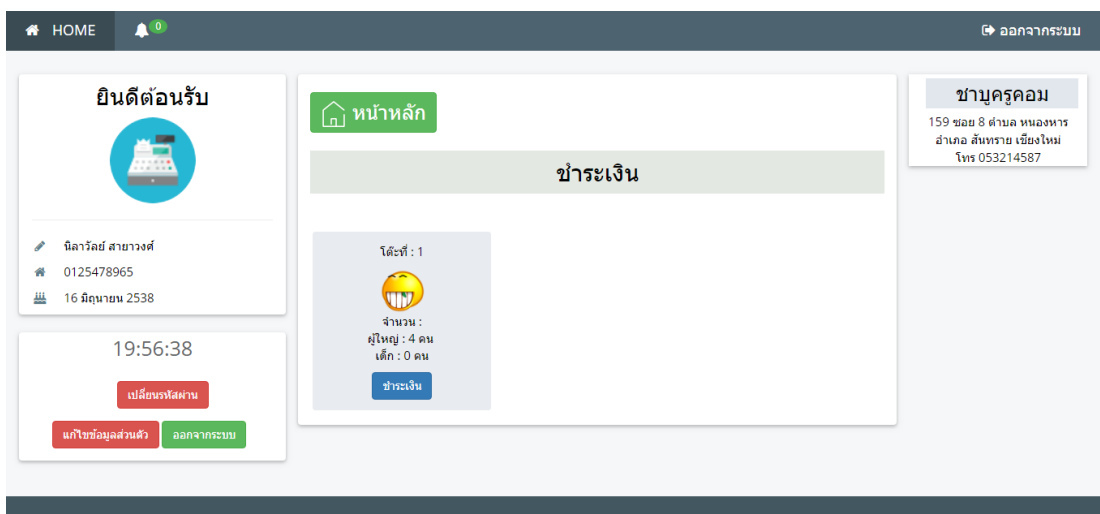 HOME
0
ออกจากระบบ
ยินดีต้อนรับ
นิลาวัลย์ สายาวงศ์
0125478965
16 มิถุนายน 2538
19:56:38
เปลี่ยนรหัสผ่าน
แก้ไขข้อมูลส่วนตัว
ออกจากระบบ
หน้าหลัก
ชำระเงิน
โต๊ะที่ : 1
จำนวน :
ผู้ใหญ่ : 4 คน
เด็ก : 0 คน
ชำระเงิน
ชาบูครูคอม
159 ซอย 8 ตำบล หนองหาร
อำเภอ สันทราย เชียงใหม่
โทร 053214587